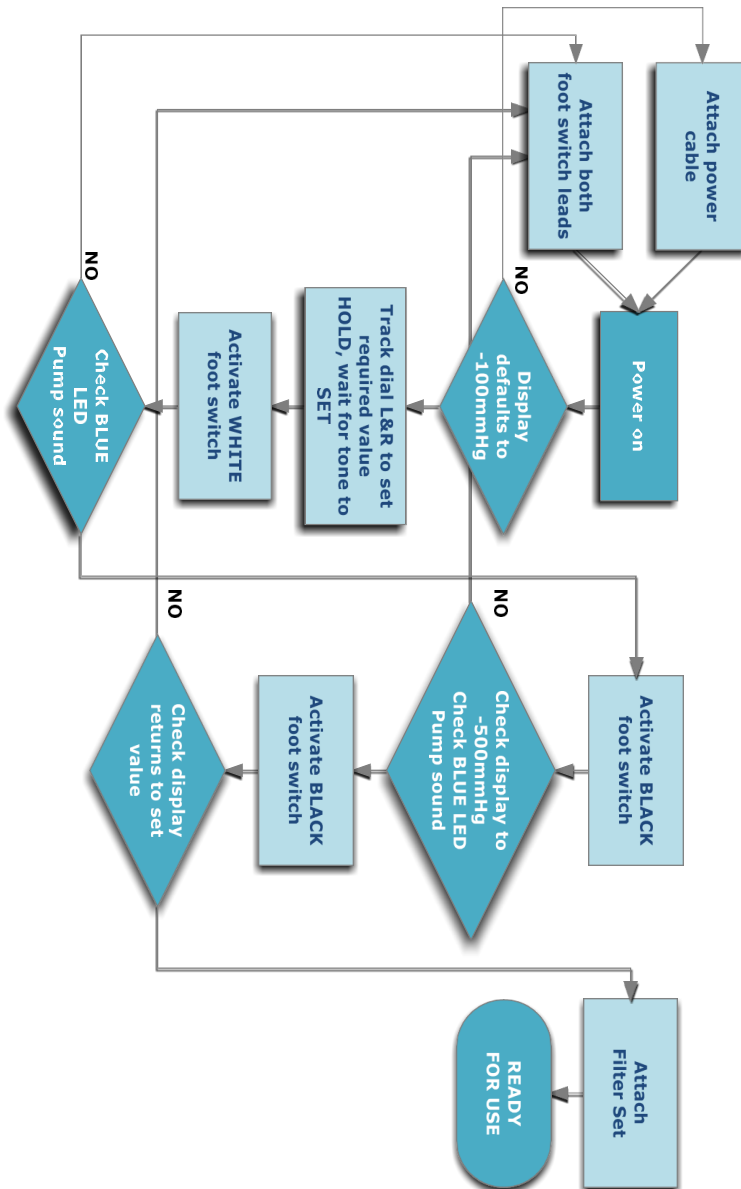 Attach power
cable
Attach both
foot switch leads
Power on
Display
defaults to
-100mmHg
NO
Track dial L&R to set
required value
HOLD, wait for tone to
SET
Activate WHITE
foot switch
Check BLUE
LED
Pump sound
NO
Activate BLACK
foot switch
Check display to
-500mmHg
Check BLUE LED
Pump sound
NO
Activate BLACK
foot switch
Check display
returns to set
value
NO
Attach
Filter Set
READY
FOR USE